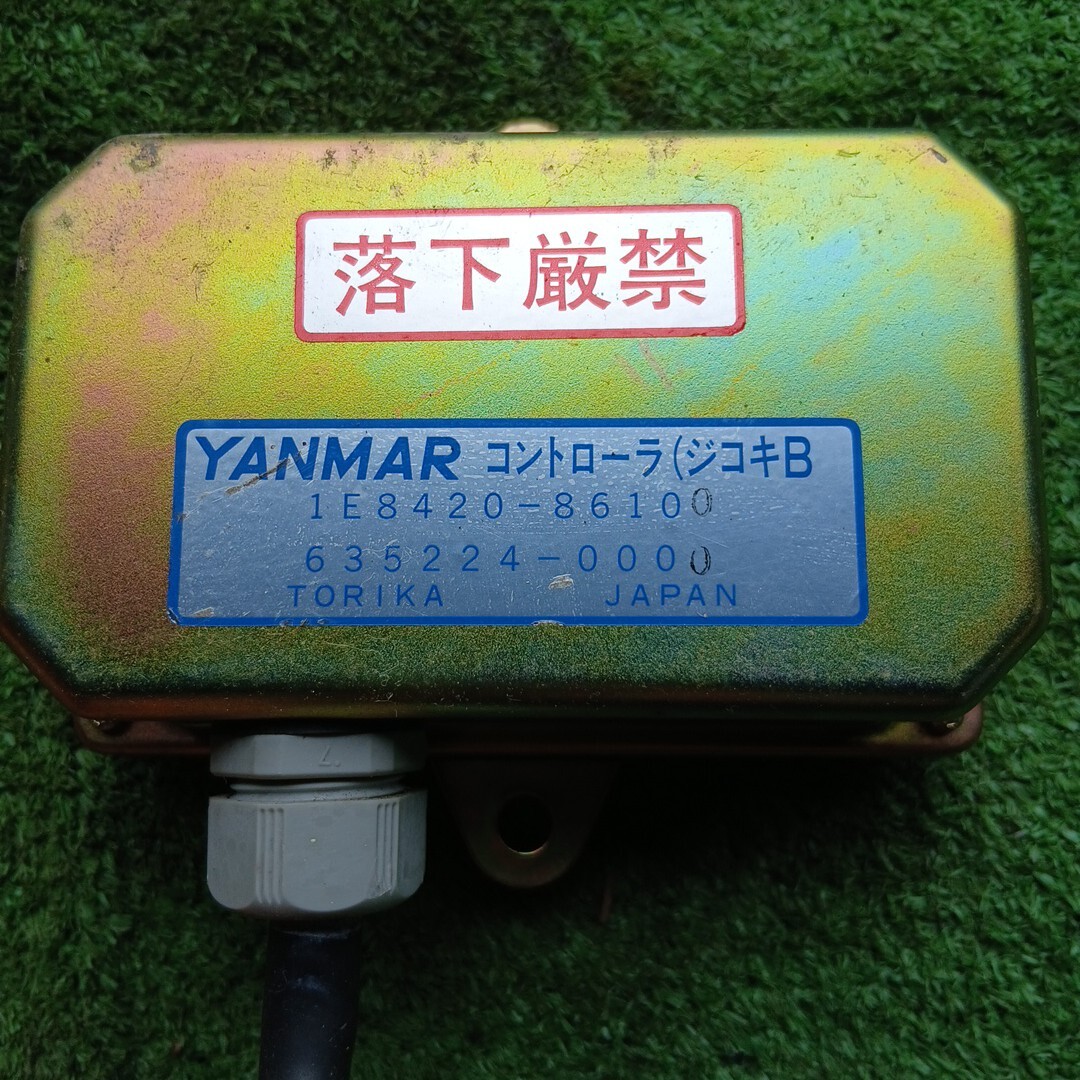 落下厳禁
YANMAR コントローラ(ジコキB
1E8420-86100
635224-0000
TORIKA JAPAN